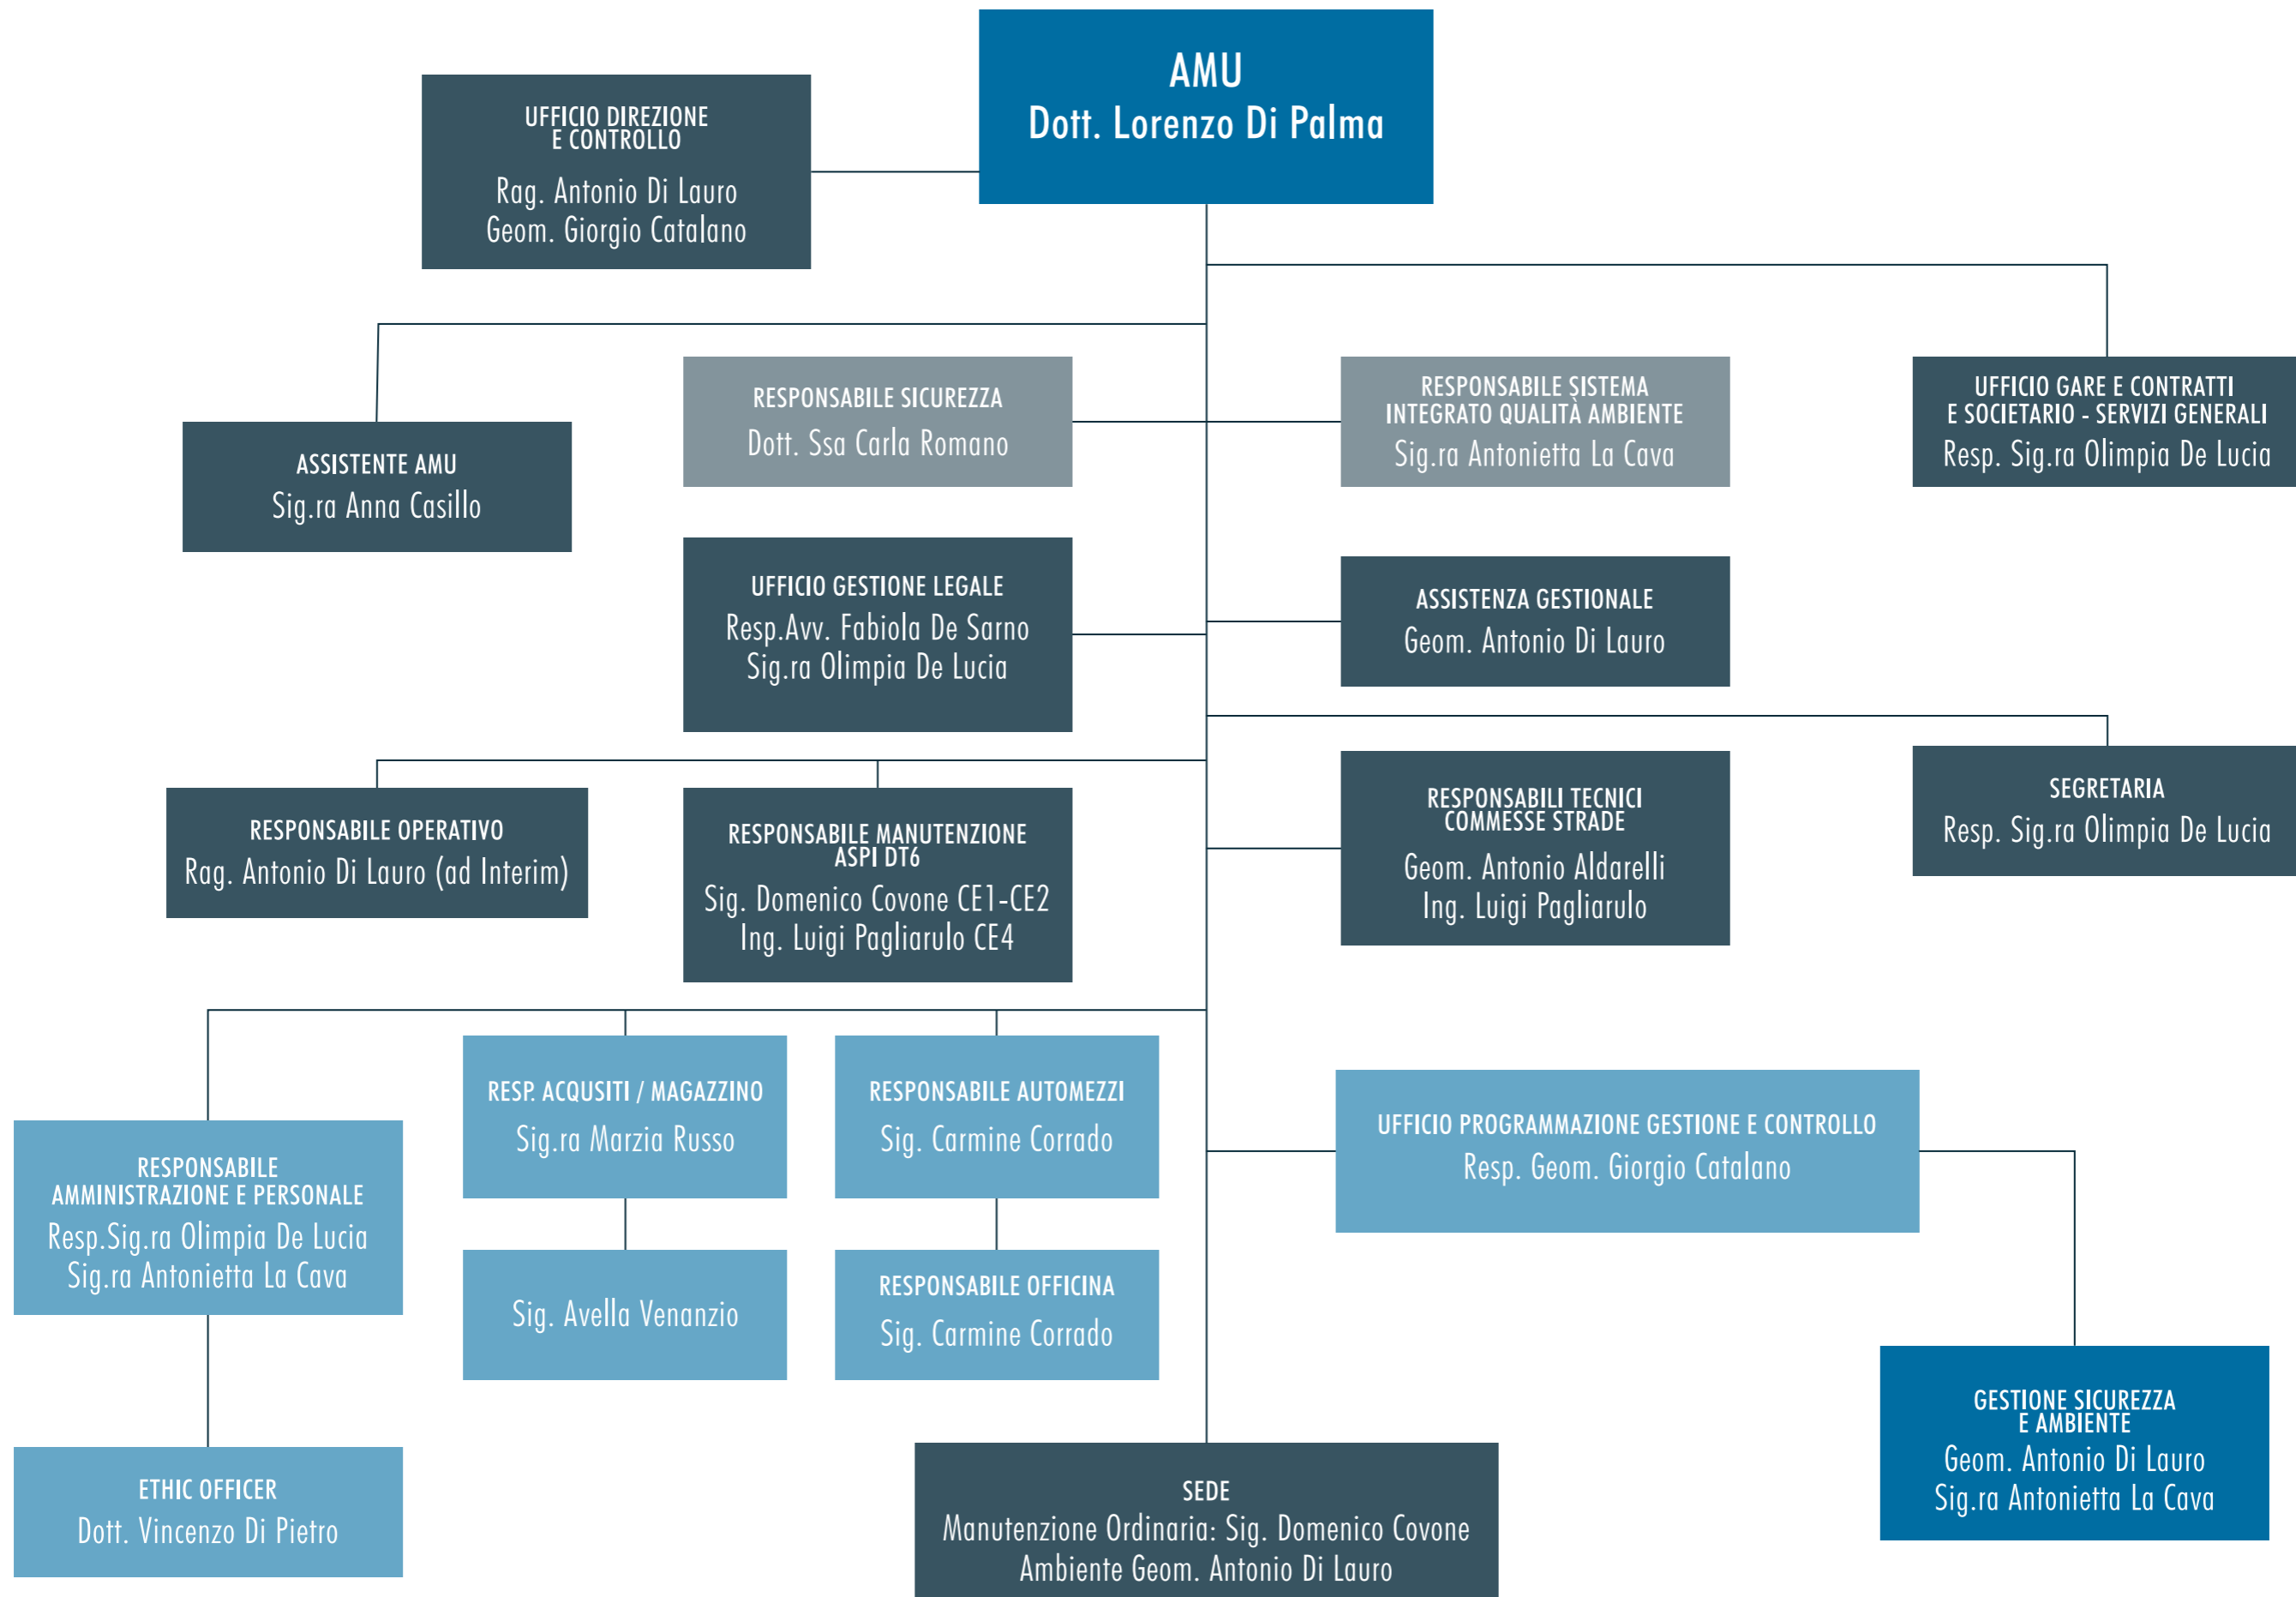 AMU
Dott. Lorenzo Di Palma
UFFICIO DIREZIONE
E CONTROLLO
Rag. Antonio Di Lauro
Geom. Giorgio Catalano
RESPONSABILE SICUREZZA
Dott. Ssa Carla Romano
RESPONSABILE SISTEMA
INTEGRATO QUALITÀ AMBIENTE
Sig.ra Antonietta La Cava
UFFICIO GARE E CONTRATTI
E SOCIETARIO - SERVIZI GENERALI
Resp. Sig.ra Olimpia De Lucia
ASSISTENTE AMU
Sig.ra Anna Casillo
UFFICIO GESTIONE LEGALE
Resp.Avv. Fabiola De Sarno
Sig.ra Olimpia De Lucia
ASSISTENZA GESTIONALE
Geom. Antonio Di Lauro
RESPONSABILE OPERATIVO
Rag. Antonio Di Lauro (ad Interim)
RESPONSABILE MANUTENZIONE
ASPI DT6
Sig. Domenico Covone CE1-CE2
Ing. Luigi Pagliarulo CE4
RESPONSABILI TECNICI
COMMESSE STRADE
Geom. Antonio Aldarelli
Ing. Luigi Pagliarulo
SEGRETARIA
Resp. Sig.ra Olimpia De Lucia
RESPONSABILE
AMMINISTRAZIONE E PERSONALE
Resp.Sig.ra Olimpia De Lucia
Sig.ra Antonietta La Cava
RESP. ACQUSITI / MAGAZZINO
Sig.ra Marzia Russo
RESPONSABILE AUTOMEZZI
Sig. Carmine Corrado
UFFICIO PROGRAMMAZIONE GESTIONE E CONTROLLO
Resp. Geom. Giorgio Catalano
Sig. Avella Venanzio
RESPONSABILE OFFICINA
Sig. Carmine Corrado
ETHIC OFFICER
Dott. Vincenzo Di Pietro
SEDE
Manutenzione Ordinaria: Sig. Domenico Covone
Ambiente Geom. Antonio Di Lauro
GESTIONE SICUREZZA
E AMBIENTE
Geom. Antonio Di Lauro
Sig.ra Antonietta La Cava